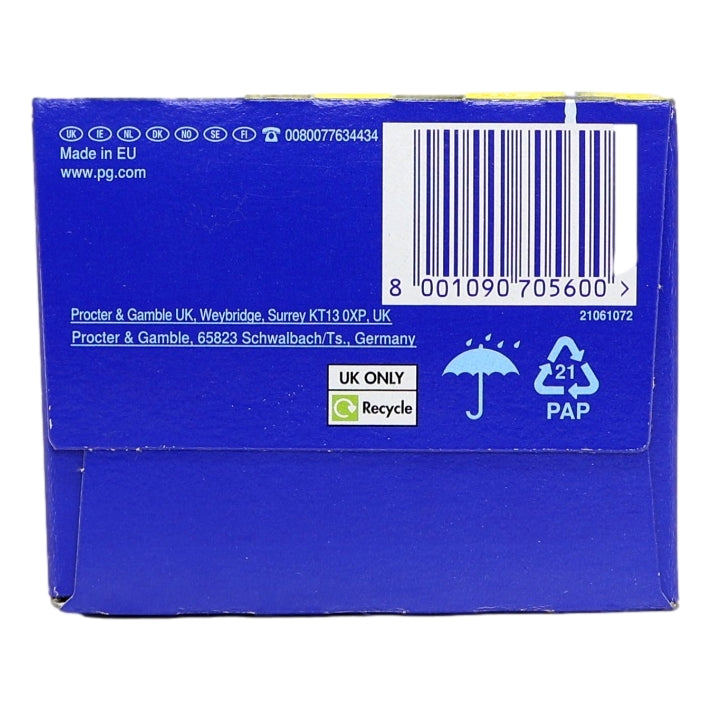 UK IE NL DK NO SE FI 0080077634434
Made in EU
www.pg.com
8 001090 705600 >
21061072
Procter & Gamble UK, Weybridge, Surrey KT13 0XP, UK
Procter & Gamble, 65823 Schwalbach/Ts., Germany
UK ONLY
Recycle
21
PAP